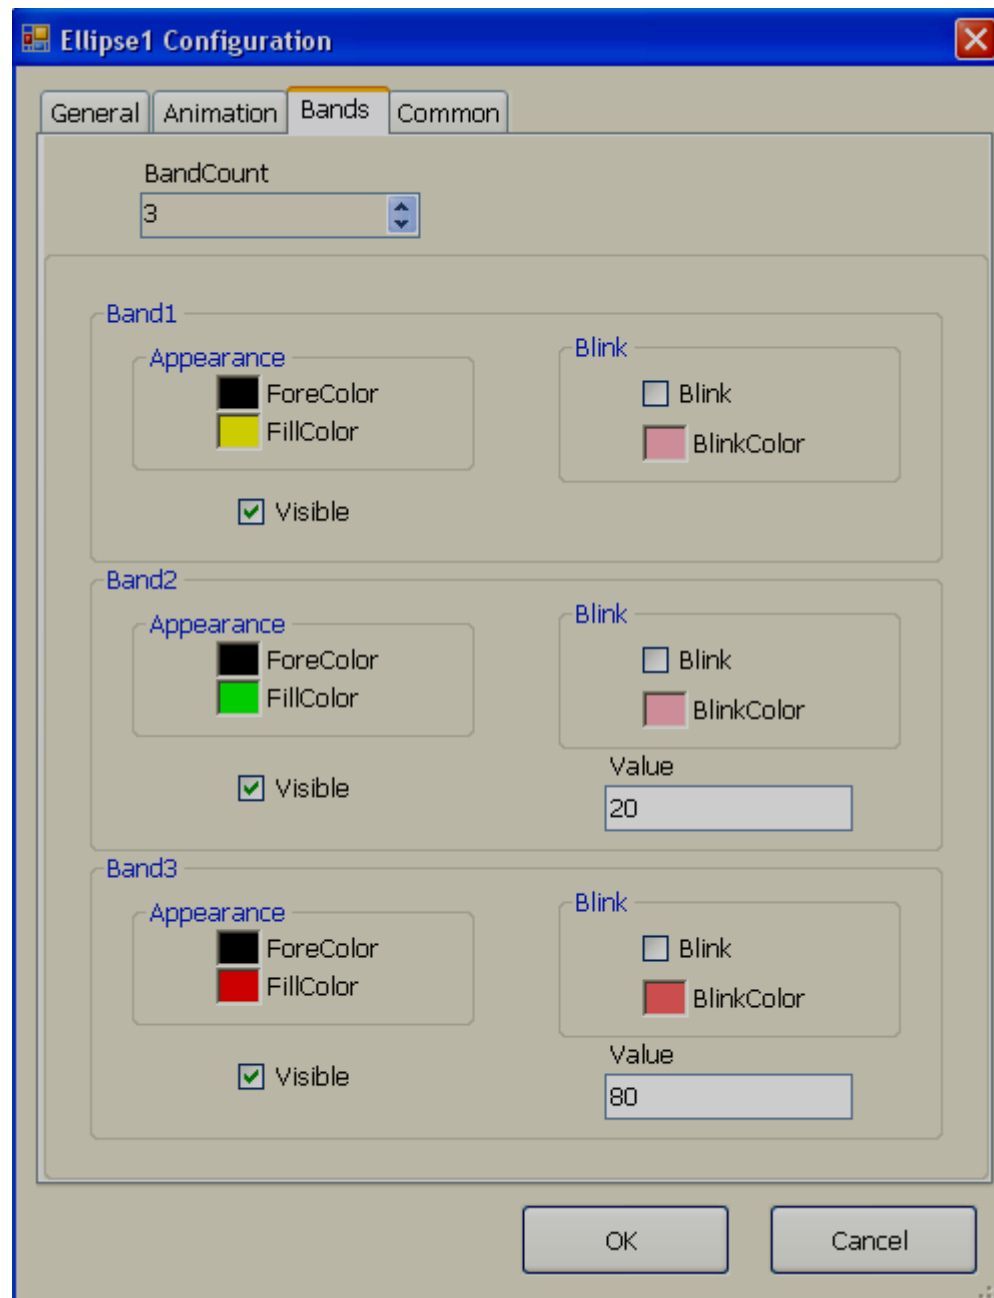 Ellipse1 Configuration
General Animation Bands Common
BandCount
3
Band1
Appearance
ForeColor
FillColor
Visible
Blink
Blink
BlinkColor
Band2
Appearance
ForeColor
FillColor
Visible
Blink
Blink
BlinkColor
Value
20
Band3
Appearance
ForeColor
FillColor
Visible
Blink
Blink
BlinkColor
Value
80
OK Cancel